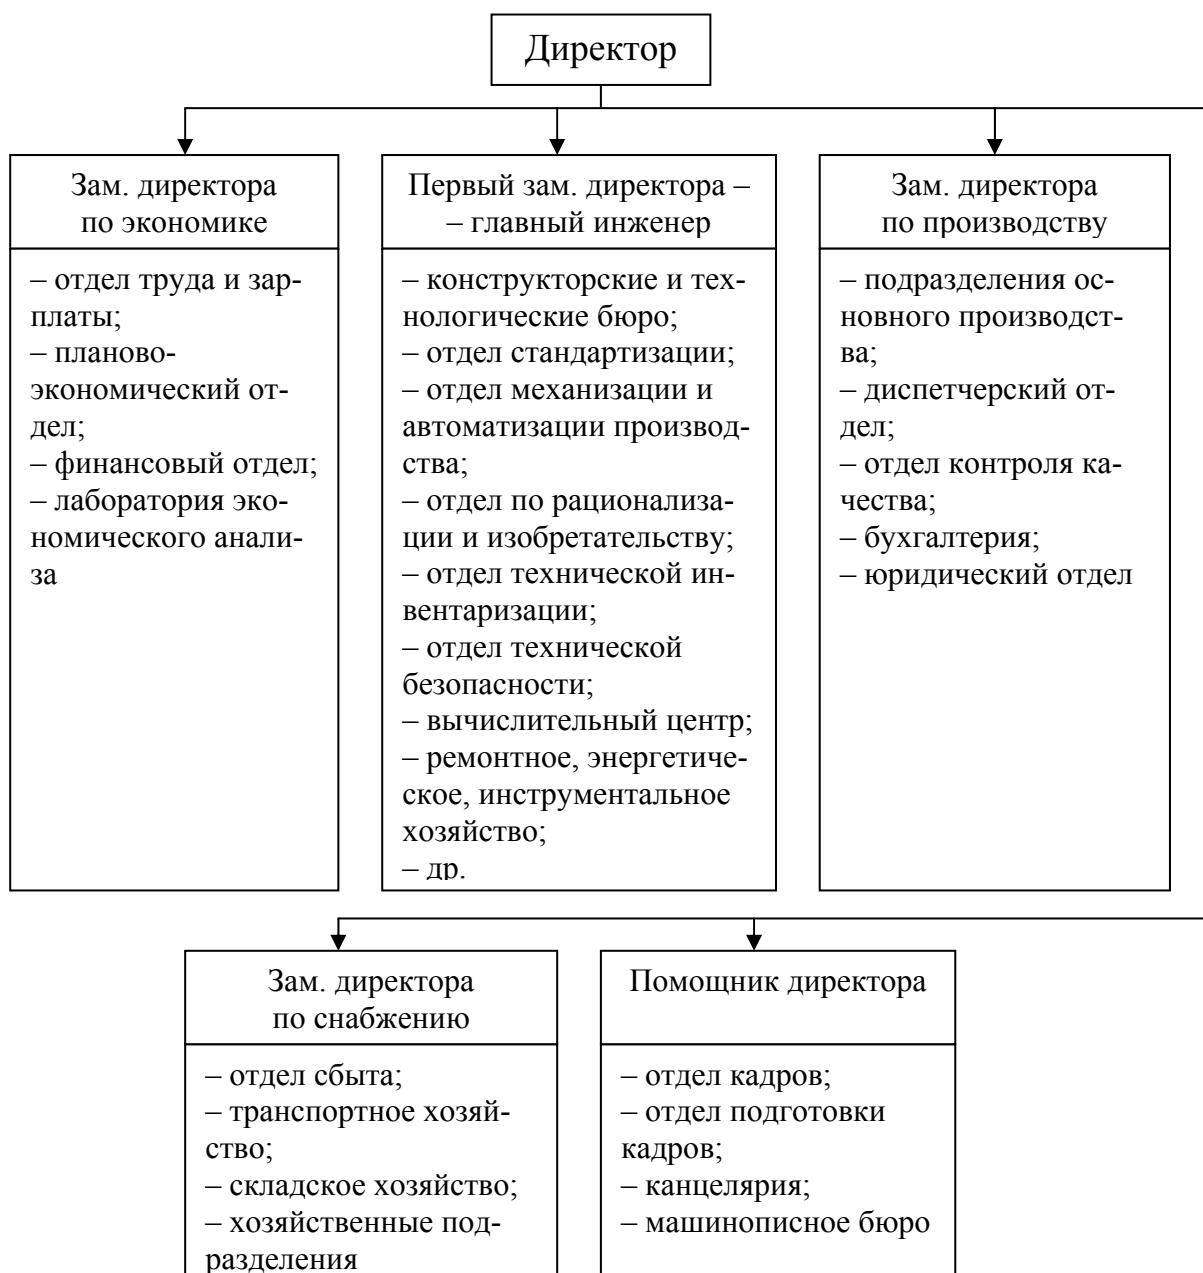 Директор
Зам. директора
по экономике
– отдел труда и зар-
платы;
– планово-
экономический от-
дел;
– финансовый отдел;
– лаборатория эко-
номического анали-
за
Первый зам. директора –
– главный инженер
– конструкторские и тех-
нологические бюро;
– отдел стандартизации;
– отдел механизации и
автоматизации производ-
ства;
– отдел по рационализа-
ции и изобретательству;
– отдел технической ин-
вентаризации;
– отдел технической
безопасности;
– вычислительный центр;
– ремонтное, энергетиче-
ское, инструментальное
хозяйство;
– др.
Зам. директора
по производству
– подразделения ос-
новного производст-
ва;
– диспетчерский от-
дел;
– отдел контроля ка-
чества;
– бухгалтерия;
– юридический отдел
Зам. директора
по снабжению
– отдел сбыта;
– транспортное хозяй-
ство;
– складское хозяйство;
– хозяйственные под-
разделения
Помощник директора
– отдел кадров;
– отдел подготовки
кадров;
– канцелярия;
– машинописное бюро